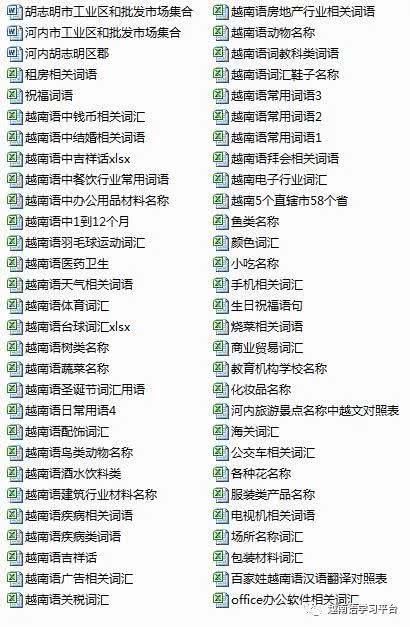 胡志明市工业区和批发市场集合
河内市工业区和批发市场集合
河内胡志明区郡
租房相关词语
祝福词语
越南语中钱币相关词汇
越南语中结婚相关词语
越南语中吉祥话xlsx
越南语中餐饮行业常用词语
越南语中办公用品材料名称
越南语中1到12个月
越南语羽毛球运动词汇
越南语医药卫生
越南语天气相关词语
越南语体育词汇
越南语台球词汇xlsx
越南语树类名称
越南语蔬菜名称
越南语圣诞节词汇用语
越南语日常用语4
越南语配饰词汇
越南语鸟类动物名称
越南语酒水饮料类
越南语建筑行业材料名称
越南语疾病相关词语
越南语疾病类词语
越南语吉祥话
越南语广告相关词汇
越南语关税词汇
越南语房地产行业相关词语
越南语动物名称
越南语词教科类词语
越南语词汇鞋子名称
越南语常用词语3
越南语常用词语2
越南语常用词语1
越南语拜会相关词语
越南电子行业词汇
越南5个直辖市58个省
鱼类名称
颜色词汇
小吃名称
手机相关词汇
生日祝福语句
烧菜相关词语
商业贸易词汇
教育机构学校名称
化妆品名称
河内旅游景点名称中越文对照表
海关词汇
公交车相关词汇
各种花名称
服装类产品名称
电视机相关词语
场所名称词汇
包装材料词汇
百家姓越南语汉语翻译对照表
office办公软件相关词汇
越南语学习平台